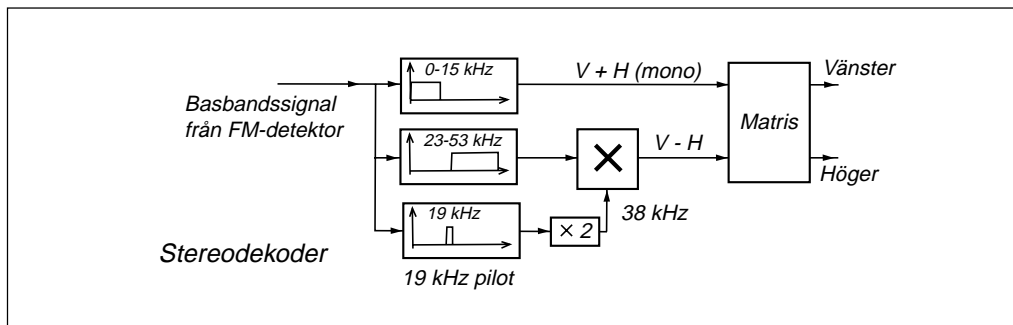 0-15 kHz
V + H (mono)
Vänster
Basbandssignal
från FM-detektor
Matris
23-53 kHz
×
V - H
Höger
19 kHz
× 2
38 kHz
Stereodekoder
19 kHz pilot